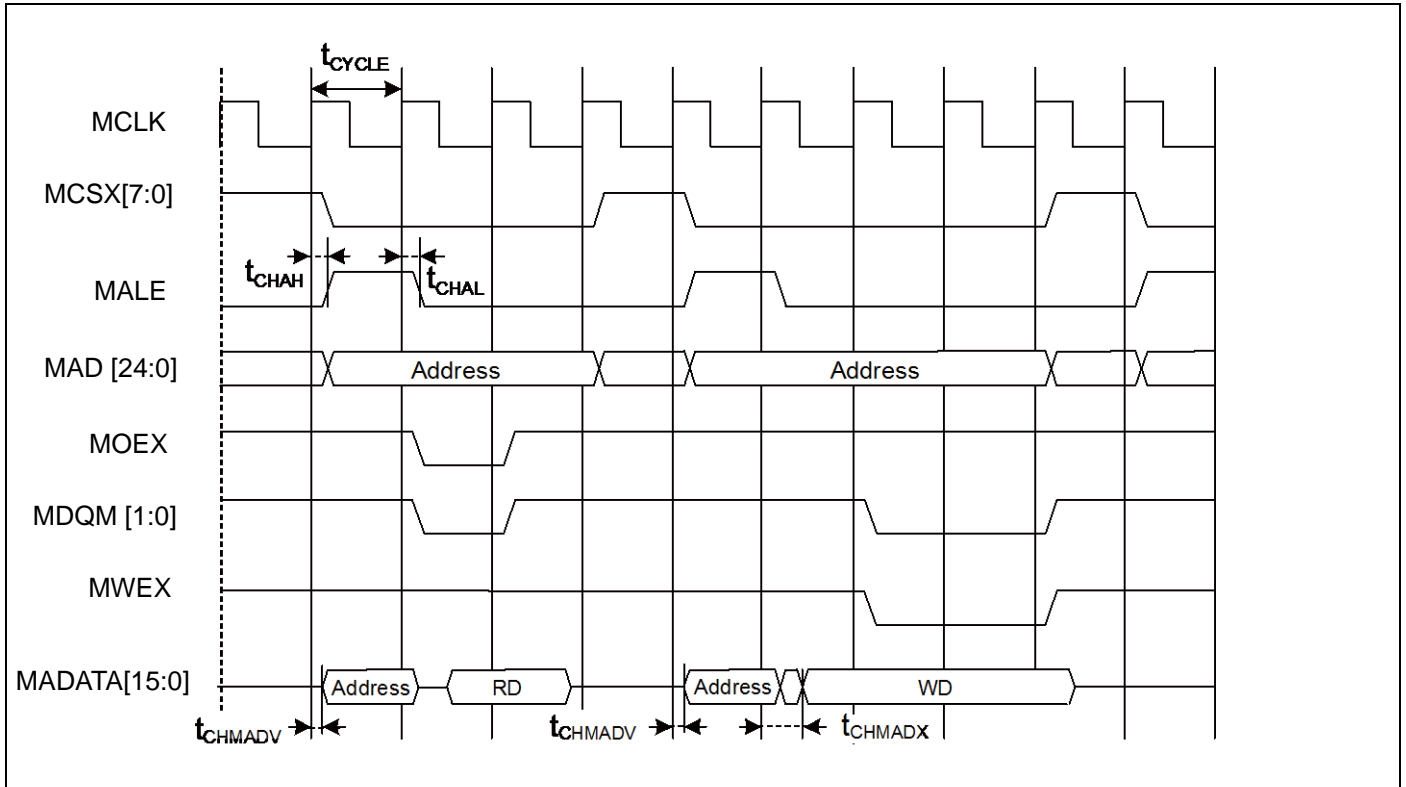 tCYCLE
MCLK
MCSX[7:0]
tCHAH
tCHAL
MALE
MAD [24:0]
Address
Address
MOEX
MDQM [1:0]
MWEX
MADATA[15:0]
Address
RD
Address
WD
tCHMADV
tCHMADV
tCHMADX